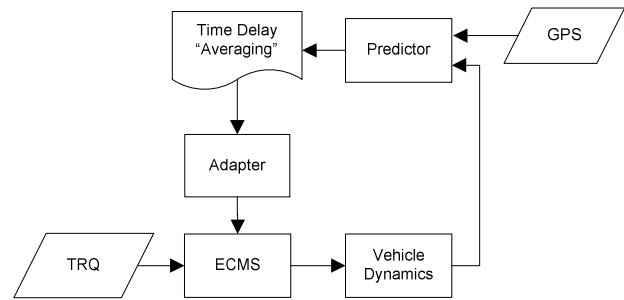 Time Delay
“Averaging”
Predictor
GPS
Adapter
TRQ
ECMS
Vehicle
Dynamics